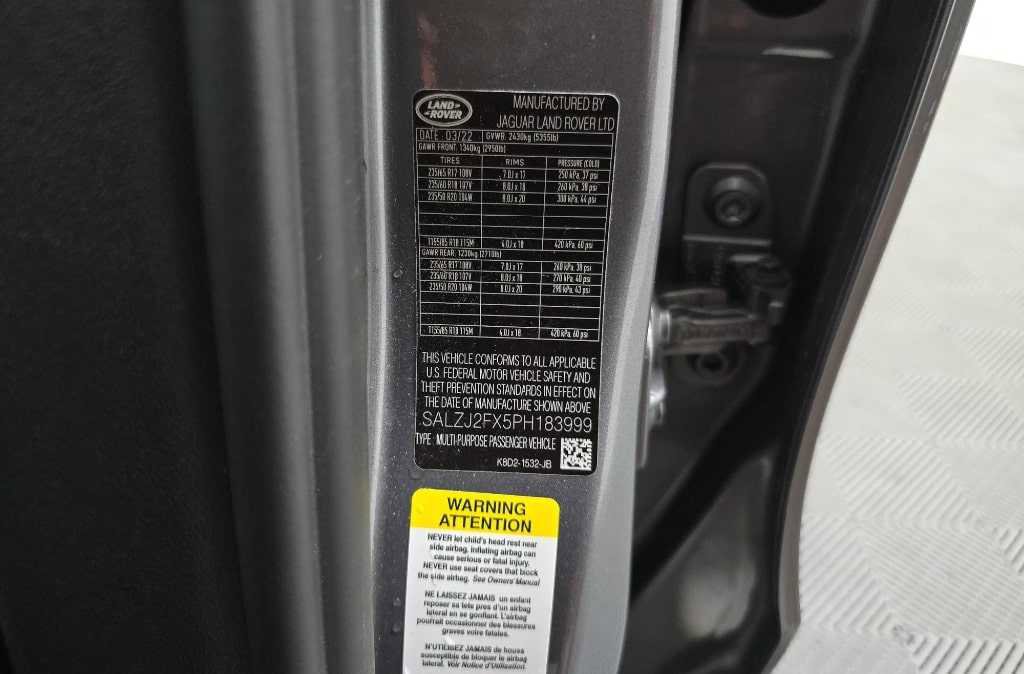 LAND-
-ROVER
MANUFACTURED BY
JAGUAR LAND ROVER LTD
DATE : 03/22 GVWR: 2430kg (5355lb)
GAWR FRONT: 1340kg (2950lb)
TIRES RIMS PRESSURE (COLD)
235/65 R17 108V 7.0J x 17 250 kPa, 37 psi
235/60 R18 107V 8.0J x 18 260 kPa, 38 psi
235/50 R20 104W 8.0J x 20 300 kPa, 44 psi
T155/85 R18 115M 4.0J x 18 420 kPa, 60 psi
GAWR REAR: 1230kg (2710lb)
235/65 R17 108V 7.0J x 17 260 kPa, 38 psi
235/60 R18 107V 8.0J x 18 270 kPa, 40 psi
235/50 R20 104W 8.0J x 20 290 kPa, 43 psi
T155/85 R18 115M 4.0J x 18 420 kPa, 60 psi
THIS VEHICLE CONFORMS TO ALL APPLICABLE
U.S. FEDERAL MOTOR VEHICLE SAFETY AND
THEFT PREVENTION STANDARDS IN EFFECT ON
THE DATE OF MANUFACTURE SHOWN ABOVE
SALZJ2FX5PH183999
TYPE : MULTI-PURPOSE PASSENGER VEHICLE
K8D2-1532-JB
WARNING
ATTENTION
NEVER let child's head rest near
side airbag, inflating airbag can
cause serious or fatal injury.
NEVER use seat covers that block
the side airbag. See Owners' Manual
NE LAISSEZ JAMAIS un enfant
reposer sa tete pres d'un airbag
lateral en se gonflant. L'airbag
pourrait occasionner des blessures
graves voire fatales.
N'UTILISEZ JAMAIS de houss
susceptible de bloquer le airbag
lateral. Voir Notice d'Utilisation.